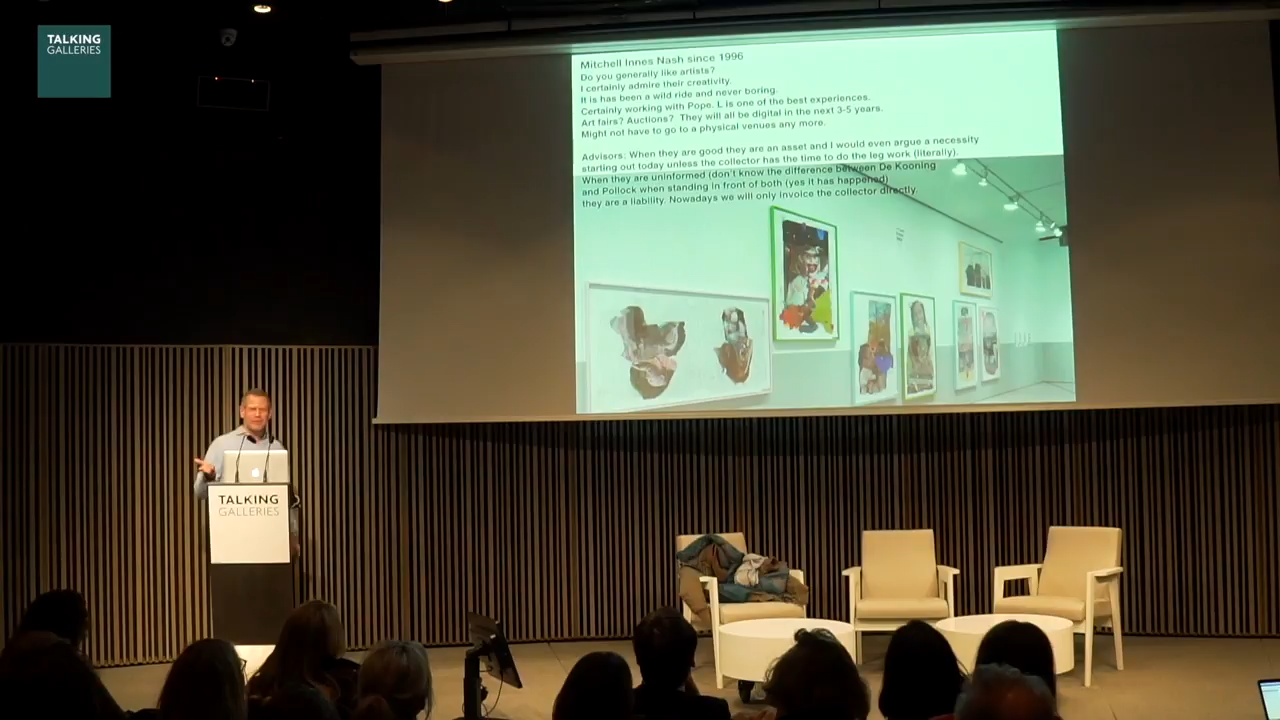 TALKING
GALLERIES
Mitchell Innes Nash since 1996
Do you generally like artists?
I certainly admire their creativity.
It is has been a wild ride and never boring.
Certainly working with Pope. L is one of the best experiences.
Art fairs? Auctions? They will all be digital in the next 3-5 years.
Might not have to go to a physical venues any more.
Advisors: When they are good they are an asset and I would even argue a necessity
starting out today unless the collector has the time to do the leg work (literally).
When they are uninformed (don't know the difference between De Kooning
and Pollock when standing in front of both (yes it has happened)
they are a liability. Nowadays we will only invoice the collector directly.
TALKING
GALLERIES